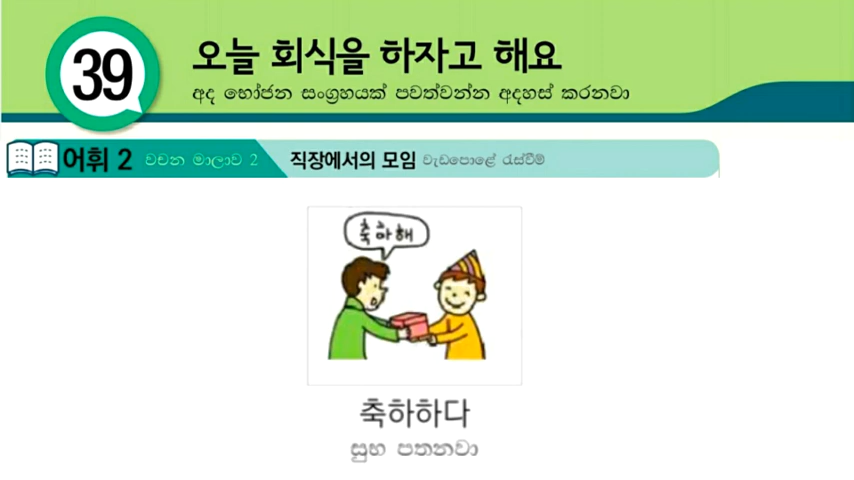 39
오늘 회식을 하자고 해요
අද භෝජන සංග්‍රහයක් පවත්වන්න අදහස් කරනවා
어휘 2 වචන මාලාව 2 직장에서의 모임 වැඩපොළේ රැස්වීම්
축하해
축하하다
සුභ පතනවා